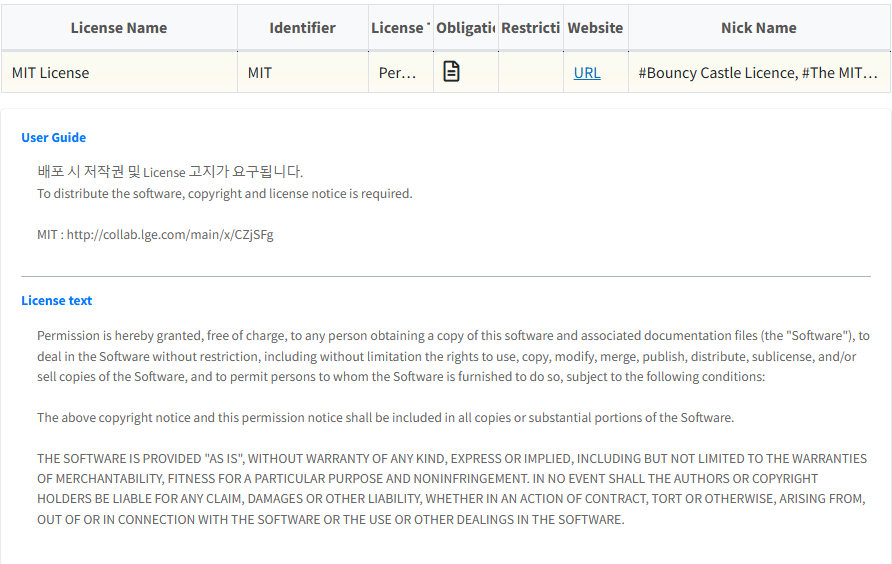 License Name Identifier License Obligatio Restricti Website Nick Name
MIT License MIT Per... URL #Bouncy Castle Licence, #The MIT...
User Guide
배포 시 저작권 및 License 고지가 요구됩니다.
To distribute the software, copyright and license notice is required.
MIT : http://collab.lge.com/main/x/CZjSFg
License text
Permission is hereby granted, free of charge, to any person obtaining a copy of this software and associated documentation files (the "Software"), to
deal in the Software without restriction, including without limitation the rights to use, copy, modify, merge, publish, distribute, sublicense, and/or
sell copies of the Software, and to permit persons to whom the Software is furnished to do so, subject to the following conditions:
The above copyright notice and this permission notice shall be included in all copies or substantial portions of the Software.
THE SOFTWARE IS PROVIDED "AS IS", WITHOUT WARRANTY OF ANY KIND, EXPRESS OR IMPLIED, INCLUDING BUT NOT LIMITED TO THE WARRANTIES
OF MERCHANTABILITY, FITNESS FOR A PARTICULAR PURPOSE AND NONINFRINGEMENT. IN NO EVENT SHALL THE AUTHORS OR COPYRIGHT
HOLDERS BE LIABLE FOR ANY CLAIM, DAMAGES OR OTHER LIABILITY, WHETHER IN AN ACTION OF CONTRACT, TORT OR OTHERWISE, ARISING FROM,
OUT OF OR IN CONNECTION WITH THE SOFTWARE OR THE USE OR OTHER DEALINGS IN THE SOFTWARE.